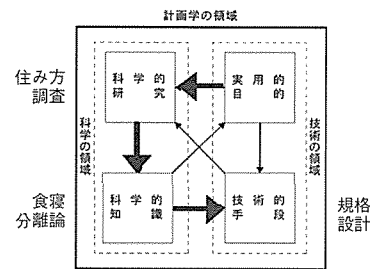 計画学の領域
住み方
調査
科学的
研究
実用的
目的
科学の領域
技術の領域
食寝
分離論
科学的
知識
技術的
手段
規格
設計